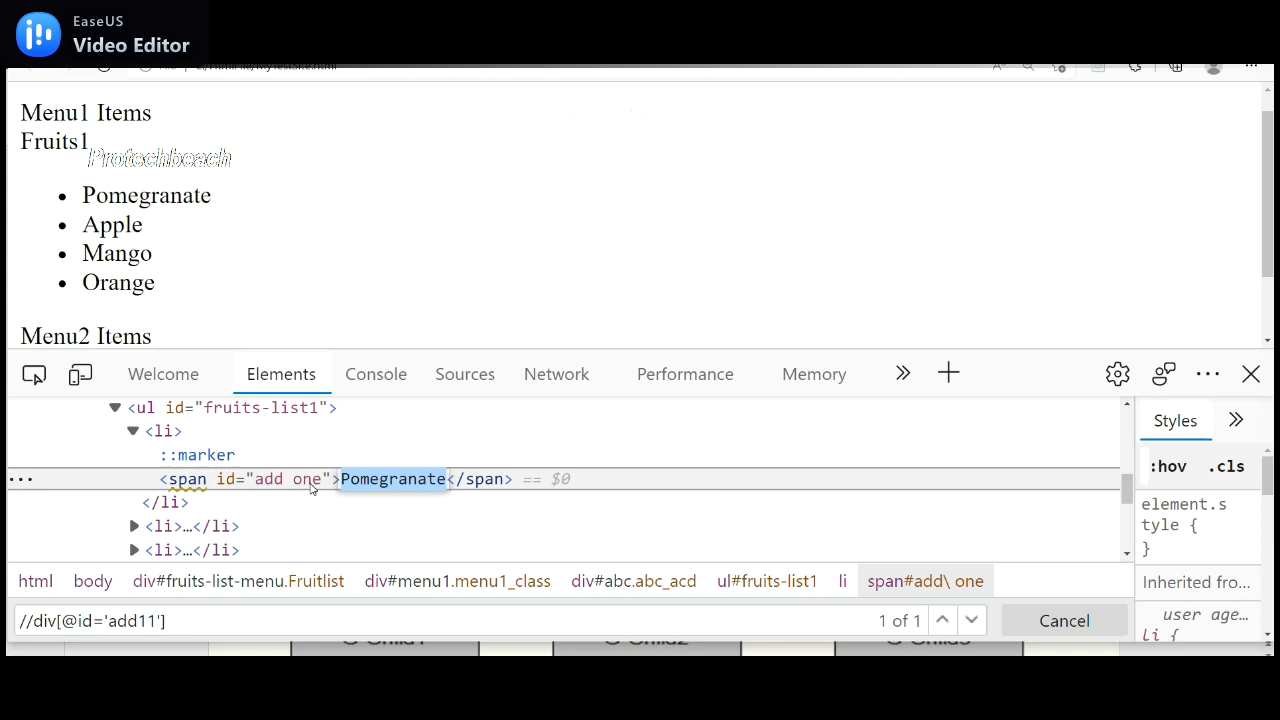 EaseUS
Video Editor
Menu1 Items
Fruits1
Protechbeach
Pomegranate
Apple
Mango
Orange
Menu2 Items
Welcome
Elements
Console
Sources
Network
Performance
Memory
<ul id="fruits-list1">
<li>
::marker
<span id="add one">Pomegranate</span> == $0
</li>
<li>…</li>
<li>…</li>
html body div#fruits-list-menu.Fruitlist div#menu1.menu1_class div#abc.abc_acd ul#fruits-list1 li span#add\ one
//div[@id='add11']
1 of 1
Cancel
Styles
:hov .cls
element.s
tyle {
}
Inherited fro…
user age…
li {